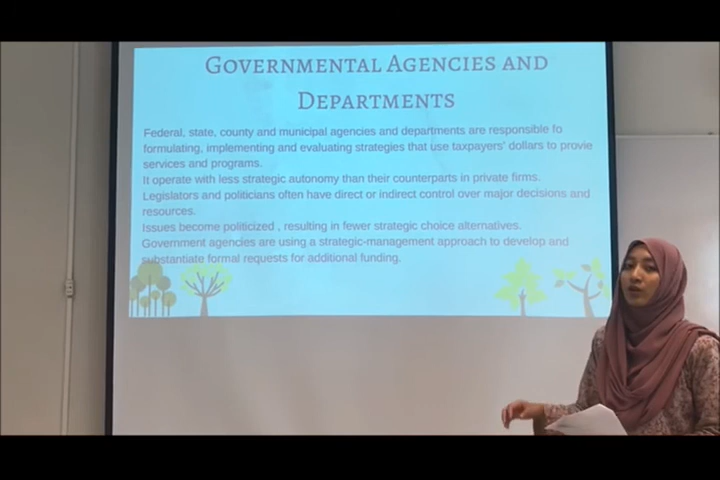 GOVERNMENTAL AGENCIES AND
DEPARTMENTS
Federal, state, county and municipal agencies and departments are responsible fo
formulating, implementing and evaluating strategies that use taxpayers' dollars to provie
services and programs.
It operate with less strategic autonomy than their counterparts in private firms.
Legislators and politicians often have direct or indirect control over major decisions and
resources.
Issues become politicized , resulting in fewer strategic choice alternatives.
Government agencies are using a strategic-management approach to develop and
substantiate formal requests for additional funding.